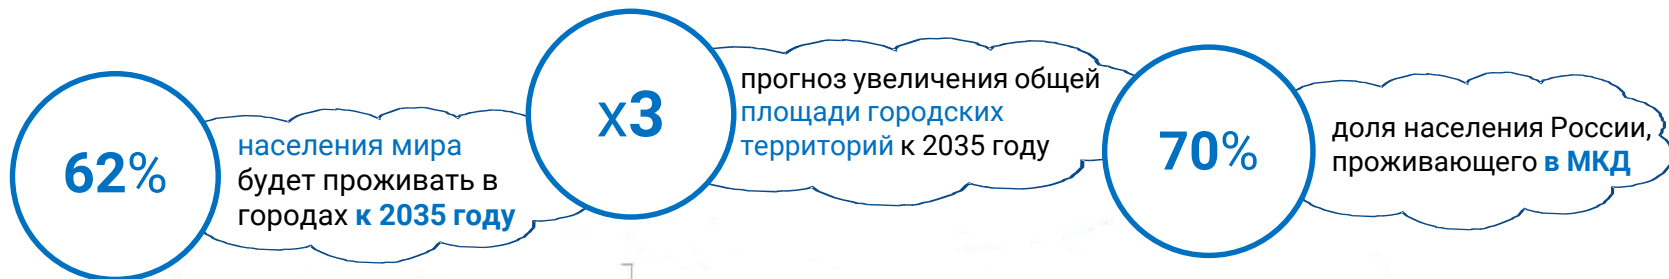 62%
населения мира
будет проживать в
городах к 2035 году
x3
прогноз увеличения общей
площади городских
территорий к 2035 году
70%
доля населения России,
проживающего в МКД